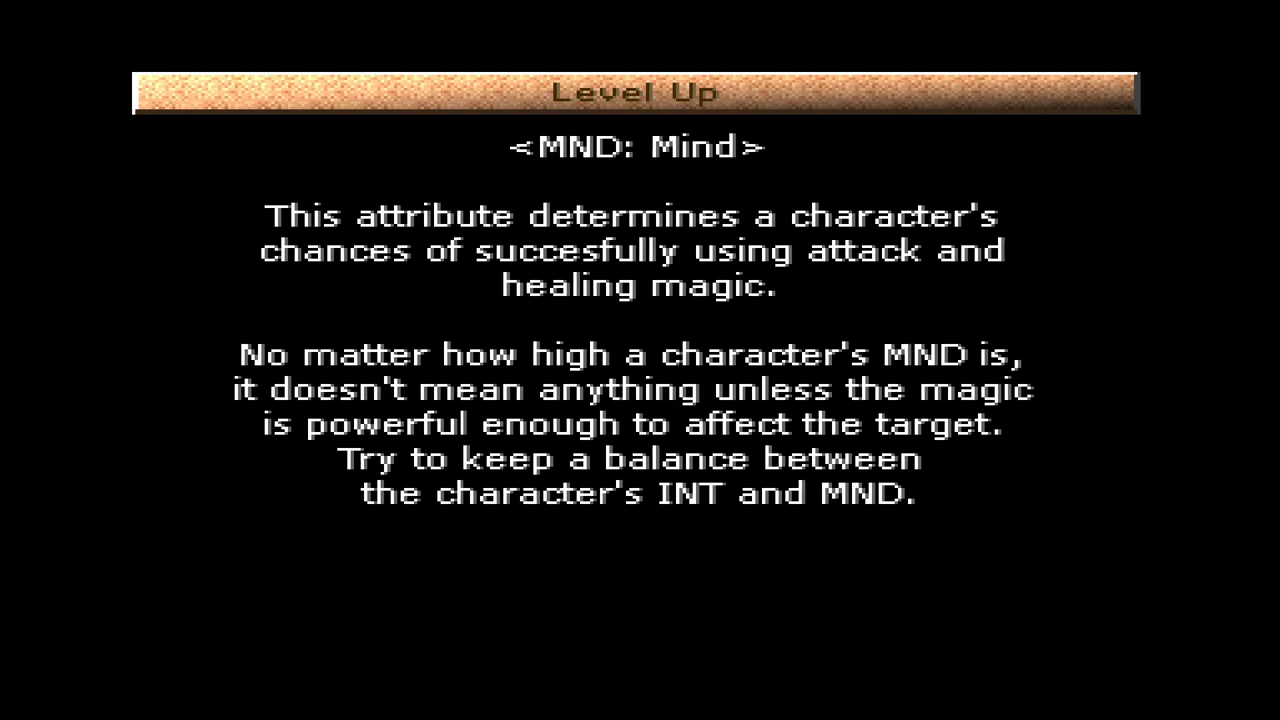 Level Up
<MND: Mind>
This attribute determines a character's
chances of succesfully using attack and
healing magic.
No matter how high a character's MND is,
it doesn't mean anything unless the magic
is powerful enough to affect the target.
Try to keep a balance between
the character's INT and MND.